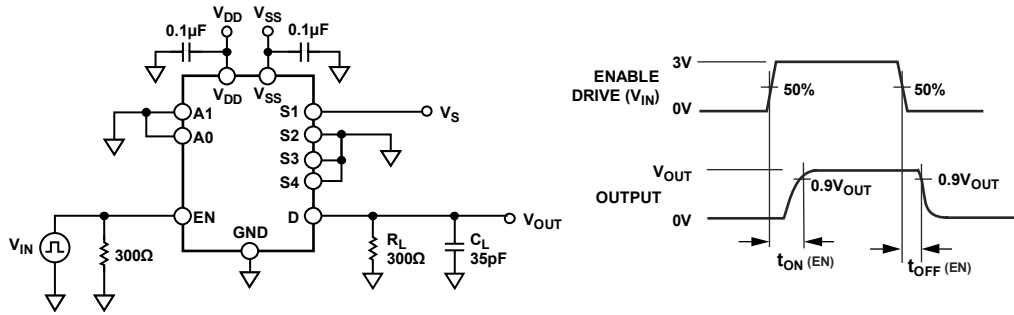 V_DD V_SS
0.1µF 0.1µF
V_DD V_SS
A1 S1 V_S
A0 S2
S3
S4
EN D V_OUT
GND
V_IN
300Ω
R_L
300Ω
C_L
35pF
3V
ENABLE
DRIVE (V_IN)
50% 50%
0V
V_OUT
0.9V_OUT 0.9V_OUT
OUTPUT
0V
t_ON (EN) t_OFF (EN)